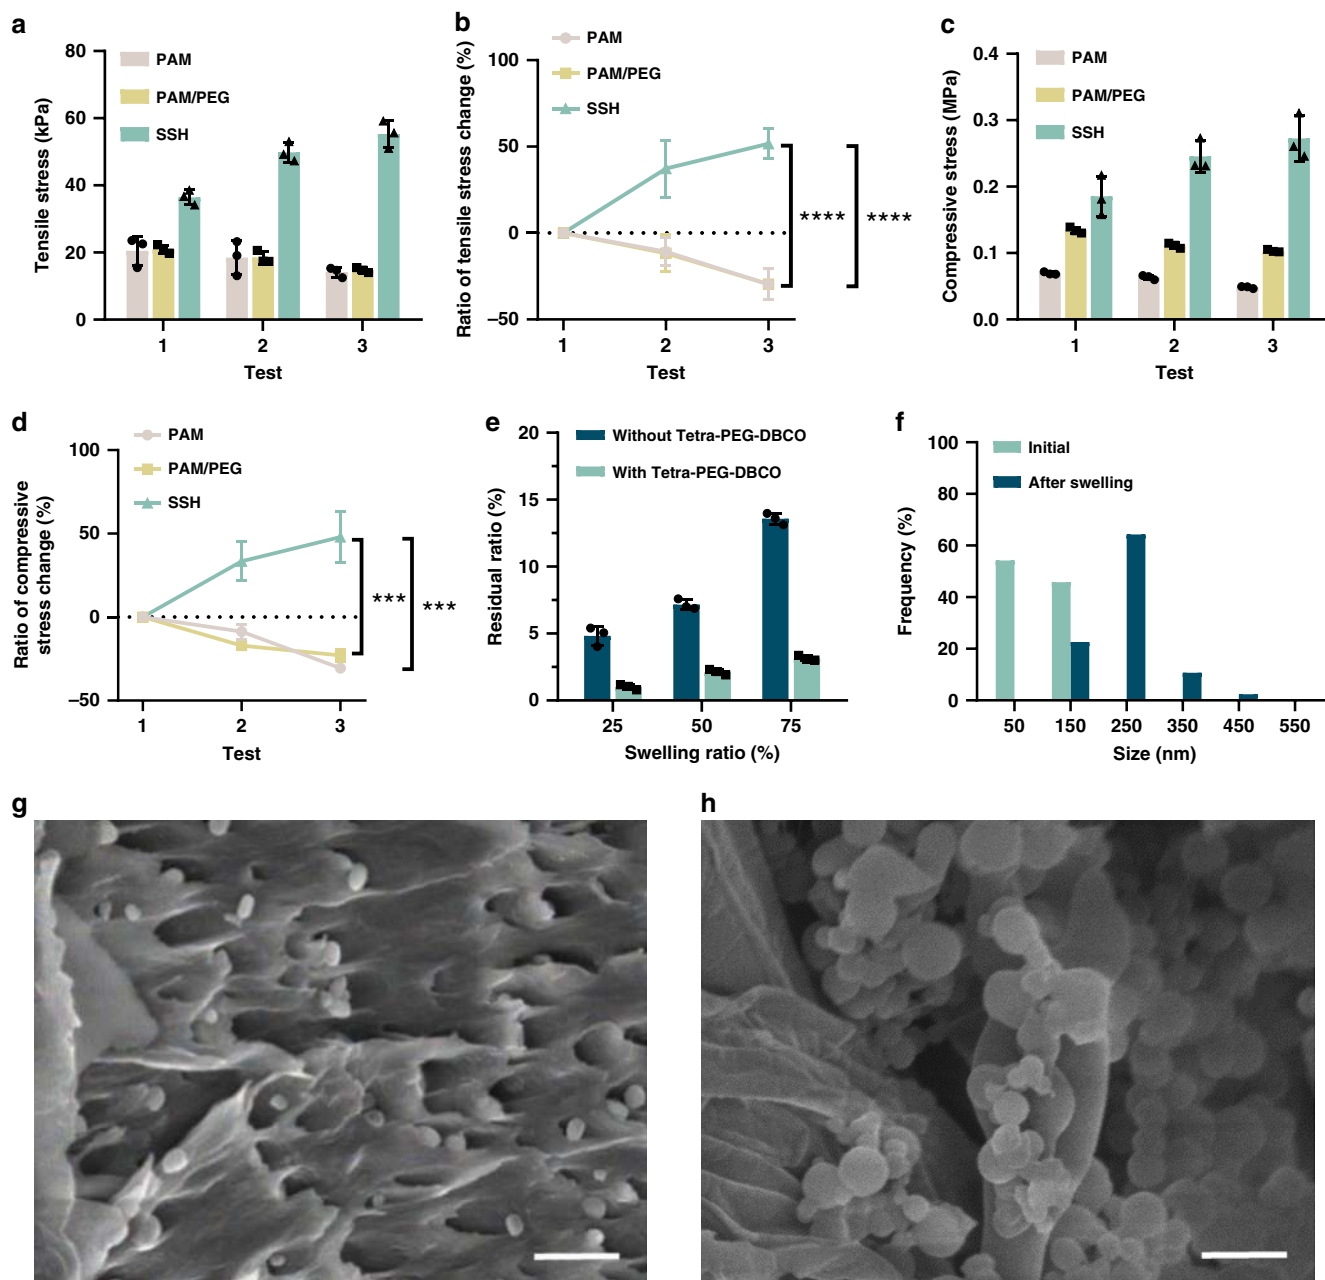 a
80
60
40
20
0
Tensile stress (kPa)
PAM
PAM/PEG
SSH
1 2 3
Test
b
100
50
0
–50
Ratio of tensile stress change (%)
PAM
PAM/PEG
SSH
**** ****
1 2 3
Test
c
0.4
0.3
0.2
0.1
0.0
Compressive stress (MPa)
PAM
PAM/PEG
SSH
1 2 3
Test
d
100
50
0
–50
Ratio of compressive
stress change (%)
PAM
PAM/PEG
SSH
*** ***
1 2 3
Test
e
20
15
10
5
0
Residual ratio (%)
Without Tetra-PEG-DBCO
With Tetra-PEG-DBCO
25 50 75
Swelling ratio (%)
f
100
80
60
40
20
0
Frequency (%)
Initial
After swelling
50 150 250 350 450 550
Size (nm)
g
h